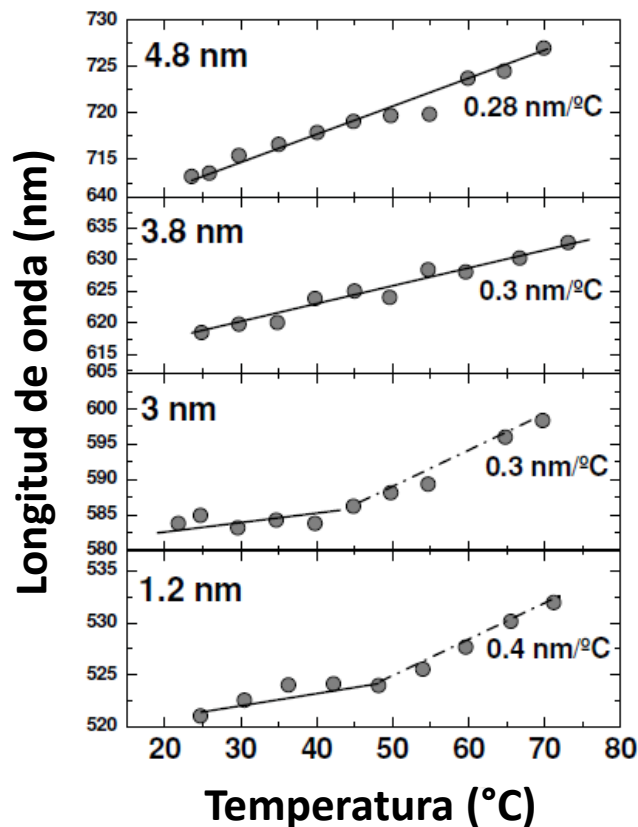 Longitud de onda (nm)
730
4.8 nm
725
720
0.28 nm/ºC
715
640
3.8 nm
635
630
625
0.3 nm/ºC
620
615
605
3 nm
600
595
590
0.3 nm/ºC
585
580
1.2 nm
535
530
0.4 nm/ºC
525
520
20 30 40 50 60 70 80
Temperatura (°C)